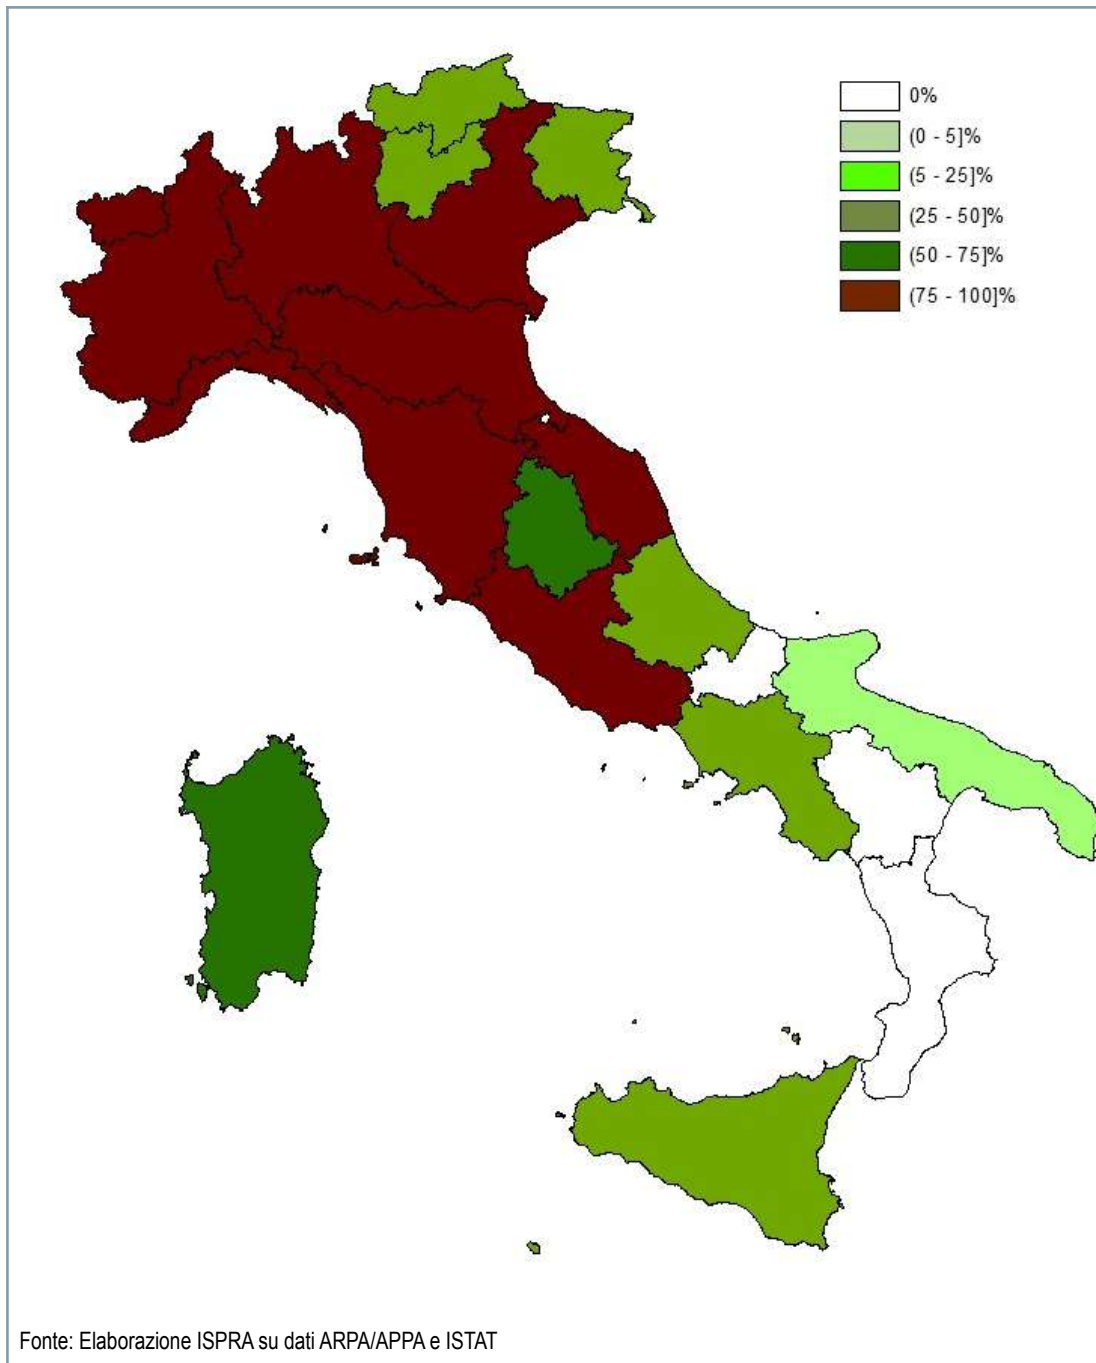 0%
(0 - 5]%
(5 - 25]%
(25 - 50]%
(50 - 75]%
(75 - 100]%
Fonte: Elaborazione ISPRA su dati ARPA/APPA e ISTAT